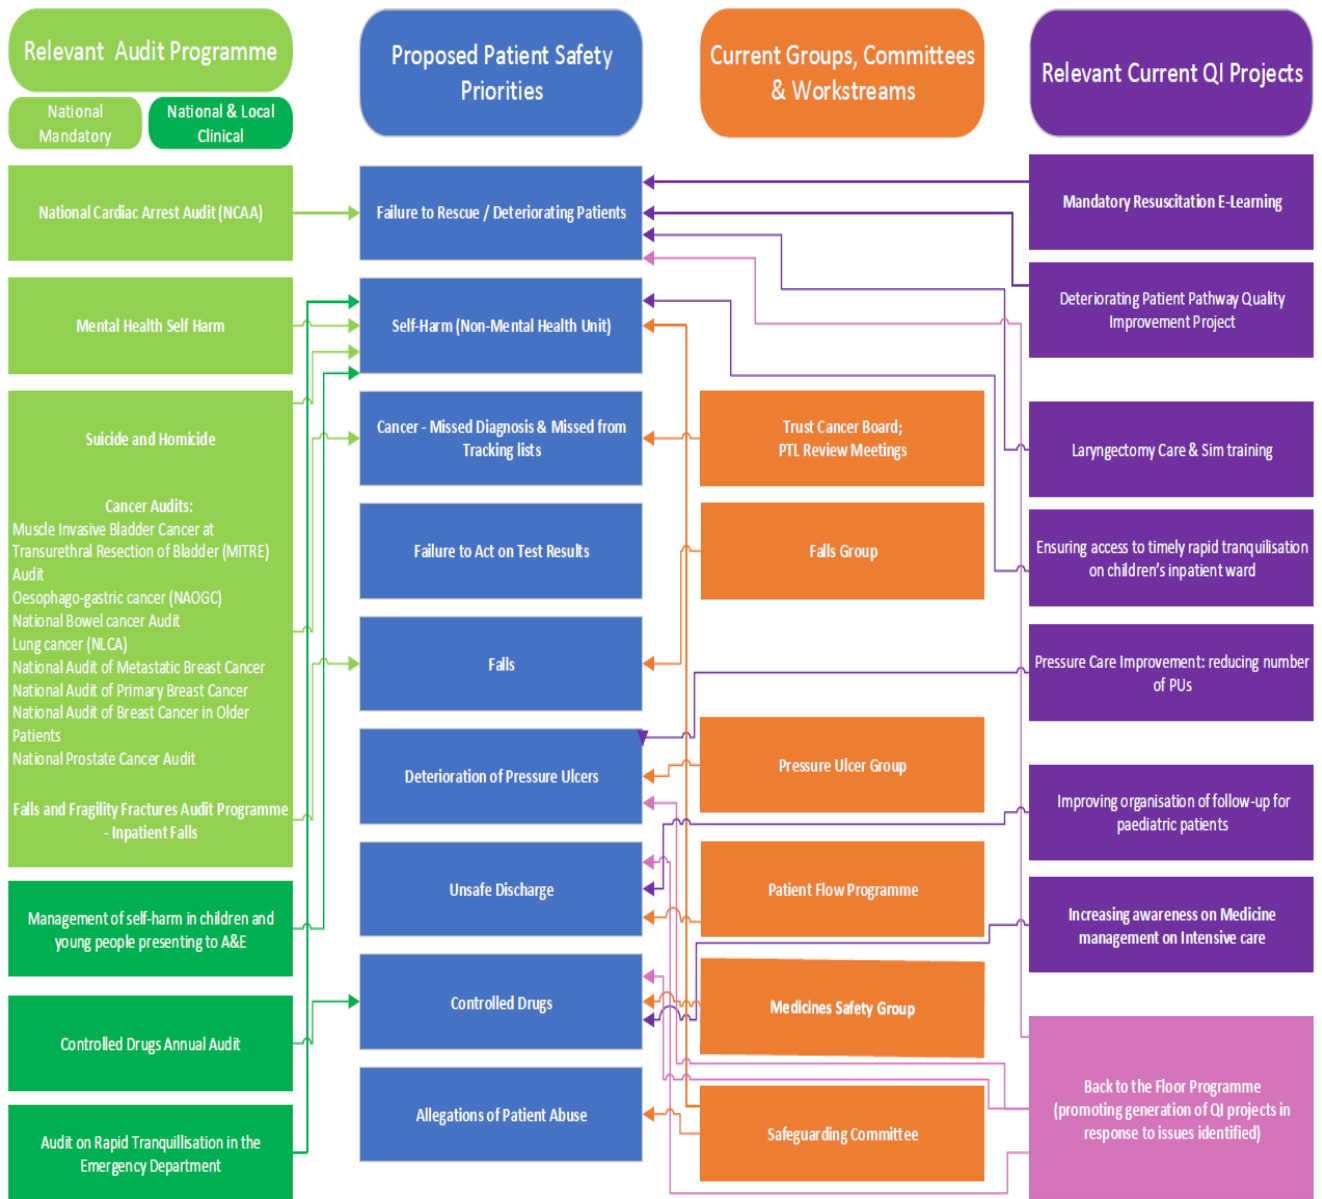 Relevant  Audit Programme
National
Mandatory
National & Local
Clinical
National Cardiac Arrest Audit (NCAA)
Mental Health Self Harm
Suicide and Homicide
Cancer Audits:
Muscle Invasive Bladder Cancer at
Transurethral Resection of Bladder (MITRE)
Audit
Oesophago-gastric cancer (NAOGC)
National Bowel cancer Audit
Lung cancer (NLCA)
National Audit of Metastatic Breast Cancer
National Audit of Primary Breast Cancer
National Audit of Breast Cancer in Older
Patients
National Prostate Cancer Audit
Falls and Fragility Fractures Audit Programme
- Inpatient Falls
Management of self-harm in children and
young people presenting to A&E
Controlled Drugs Annual Audit
Audit on Rapid Tranquillisation in the
Emergency Department
Proposed Patient Safety
Priorities
Failure to Rescue / Deteriorating Patients
Self-Harm (Non-Mental Health Unit)
Cancer - Missed Diagnosis & Missed from
Tracking lists
Failure to Act on Test Results
Falls
Deterioration of Pressure Ulcers
Unsafe Discharge
Controlled Drugs
Allegations of Patient Abuse
Current Groups, Committees
& Workstreams
Trust Cancer Board;
PTL Review Meetings
Falls Group
Pressure Ulcer Group
Patient Flow Programme
Medicines Safety Group
Safeguarding Committee
Relevant Current QI Projects
Mandatory Resuscitation E-Learning
Deteriorating Patient Pathway Quality
Improvement Project
Laryngectomy Care & Sim training
Ensuring access to timely rapid tranquilisation
on children's inpatient ward
Pressure Care Improvement: reducing number
of PUs
Improving organisation of follow-up for
paediatric patients
Increasing awareness on Medicine
management on Intensive care
Back to the Floor Programme
(promoting generation of QI projects in
response to issues identified)